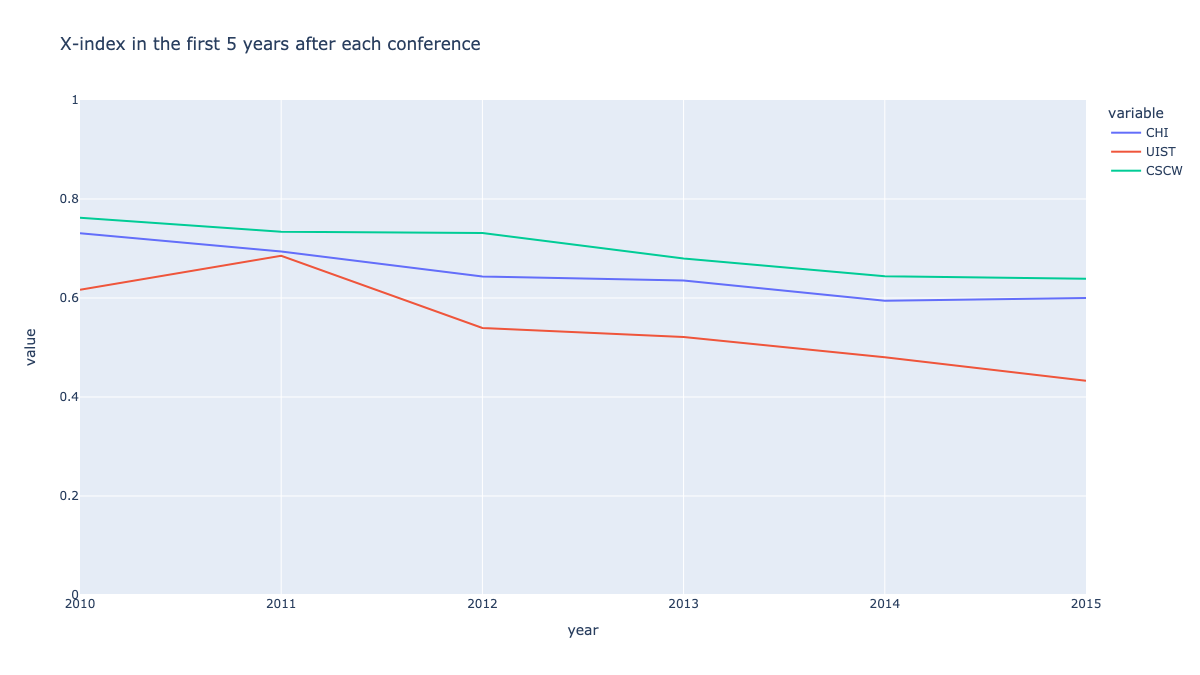 X-index in the first 5 years after each conference
variable
CHI
UIST
CSCW
1
0.8
0.6
0.4
0.2
0
value
2010 2011 2012 2013 2014 2015
year